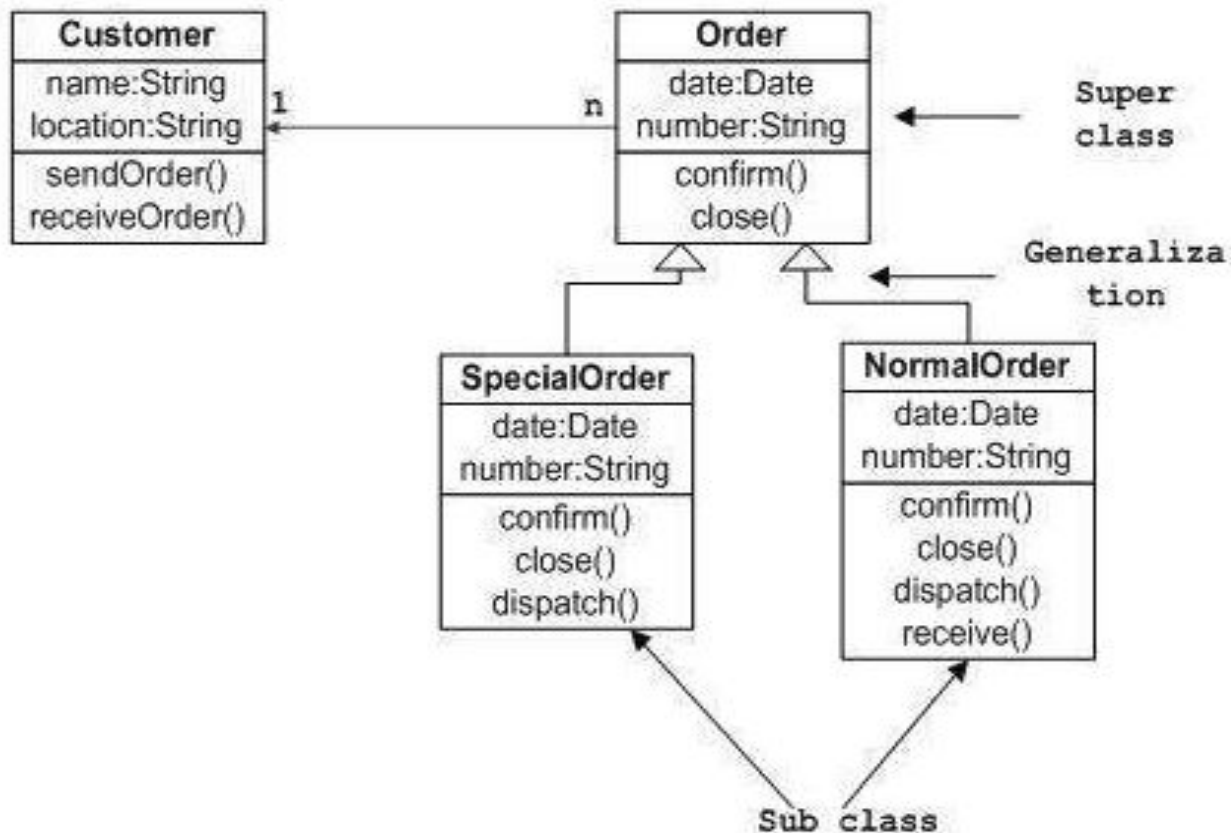 Customer
name:String
location:String
sendOrder()
receiveOrder()
1
n
Order
date:Date
number:String
confirm()
close()
Super
class
Generaliza
tion
SpecialOrder
date:Date
number:String
confirm()
close()
dispatch()
NormalOrder
date:Date
number:String
confirm()
close()
dispatch()
receive()
Sub class